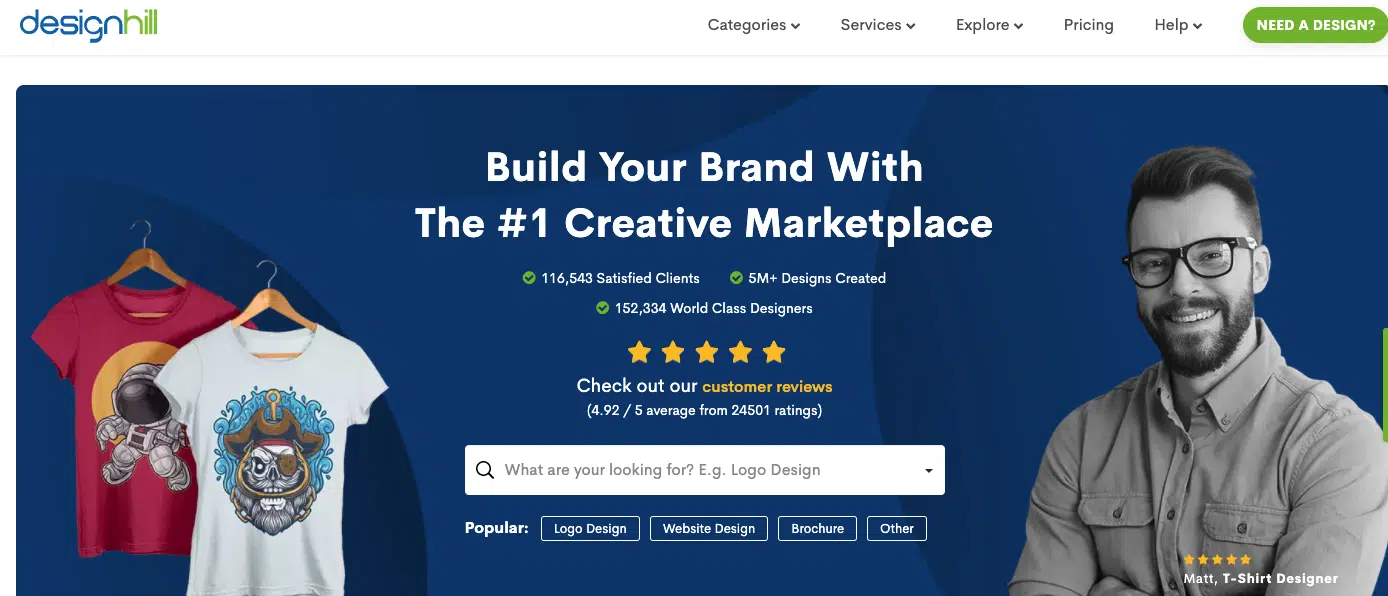 designhill
Categories
Services
Explore
Pricing
Help
NEED A DESIGN?
Build Your Brand With
The #1 Creative Marketplace
116,543 Satisfied Clients
5M+ Designs Created
152,334 World Class Designers
Check out our customer reviews
(4.92 / 5 average from 24501 ratings)
What are your looking for? E.g. Logo Design
Popular: Logo Design Website Design Brochure Other
Matt, T-Shirt Designer